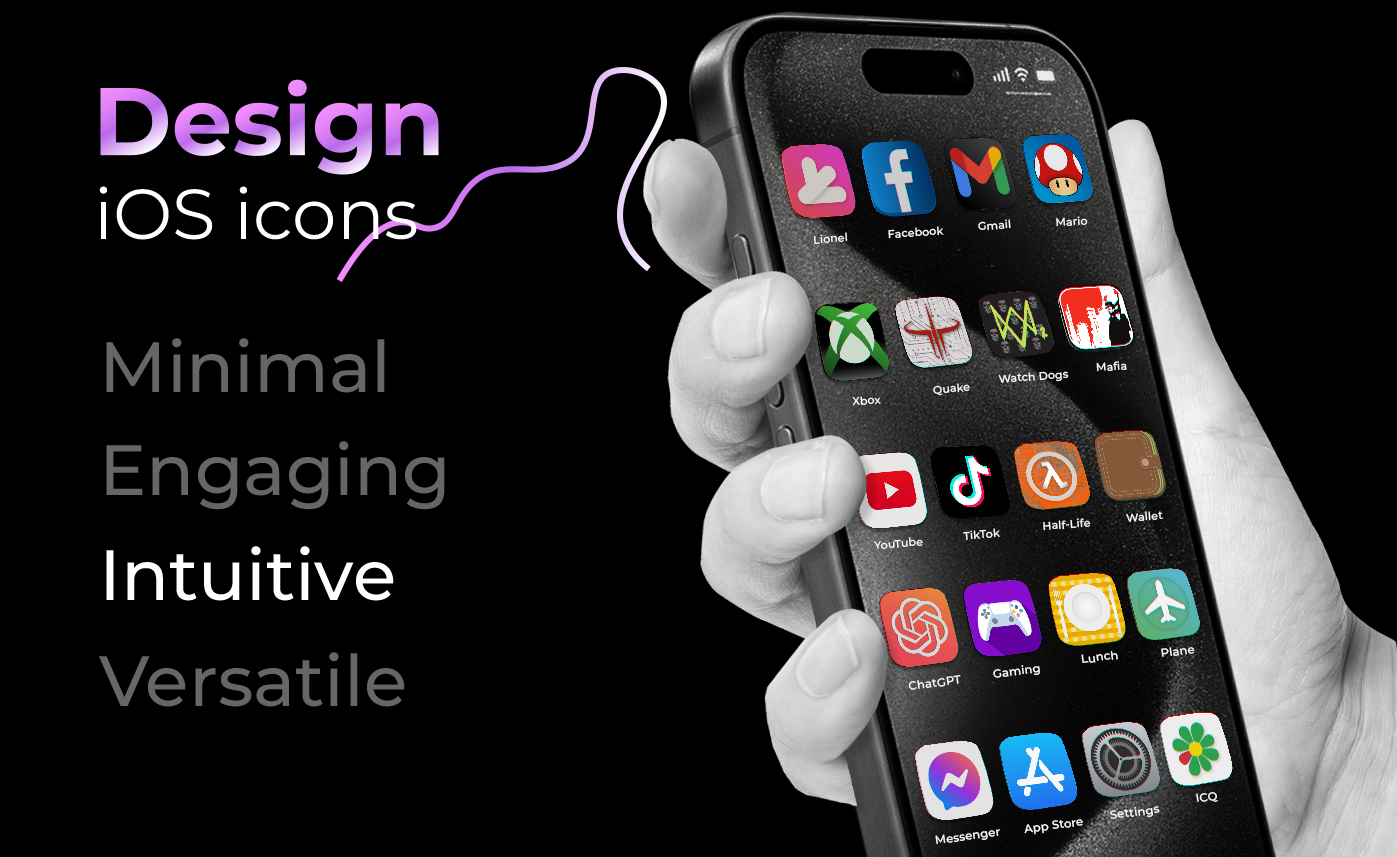 Design
iOS icons
Minimal
Engaging
Intuitive
Versatile
Lionel
Facebook
Gmail
Mario
Xbox
Quake
Watch Dogs
Mafia
YouTube
TikTok
Half-Life
Wallet
ChatGPT
Gaming
Lunch
Plane
Messenger
App Store
Settings
ICQ